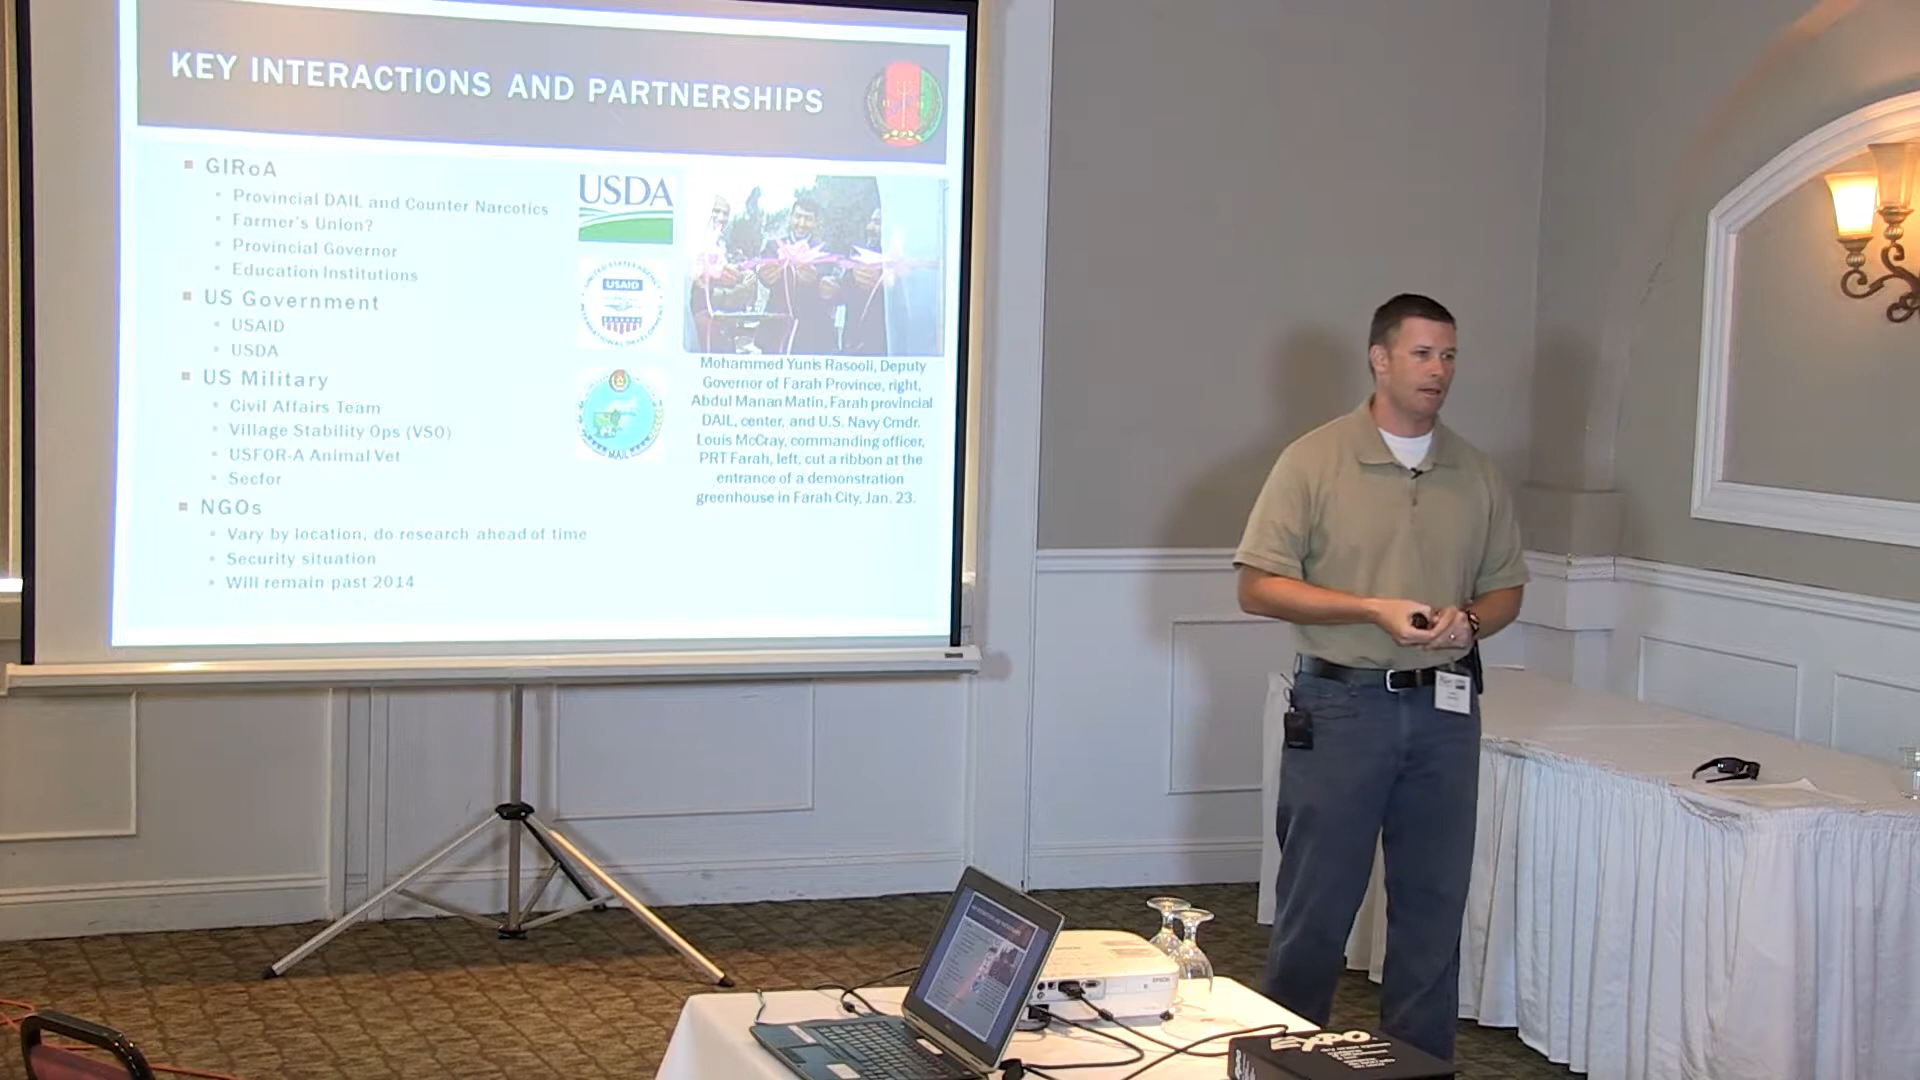 KEY INTERACTIONS AND PARTNERSHIPS
GIRoA
Provincial DAIL and Counter Narcotics
Farmer's Union?
Provincial Governor
Education Institutions
US Government
USAID
USDA
US Military
Civil Affairs Team
Village Stability Ops (VSO)
USFOR-A Animal Vet
Secfor
NGOs
Vary by location, do research ahead of time
Security situation
Will remain past 2014
USDA
USAID
MAIL
Mohammed Yunis Rasooli, Deputy
Governor of Farah Province, right,
Abdul Manan Matin, Farah provincial
DAIL, center, and U.S. Navy Cmdr.
Louis McCray, commanding officer,
PRT Farah, left, cut a ribbon at the
entrance of a demonstration
greenhouse in Farah City, Jan. 23.
EPSON
EXPO